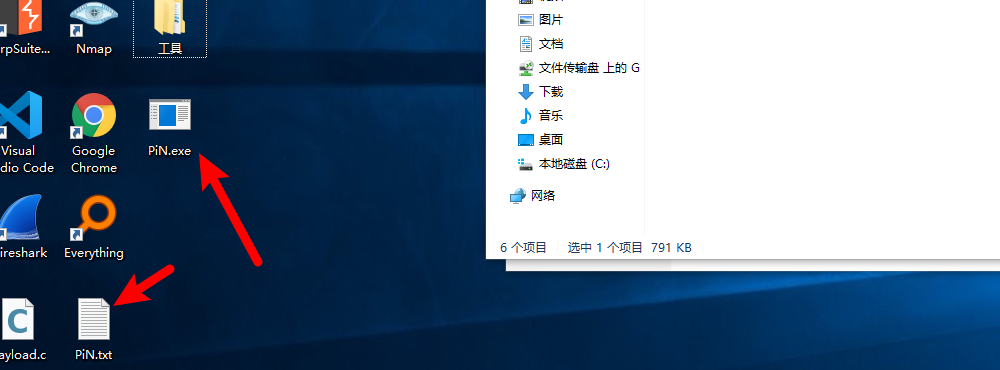 rpSuite...
Nmap
工具
Visual
dio Code
Google
Chrome
PiN.exe
ireshark
Everything
C
ayload.c
PiN.txt
图片
文档
文件传输盘 上的 G
下载
音乐
桌面
本地磁盘 (C:)
网络
6 个项目
选中 1 个项目 791 KB